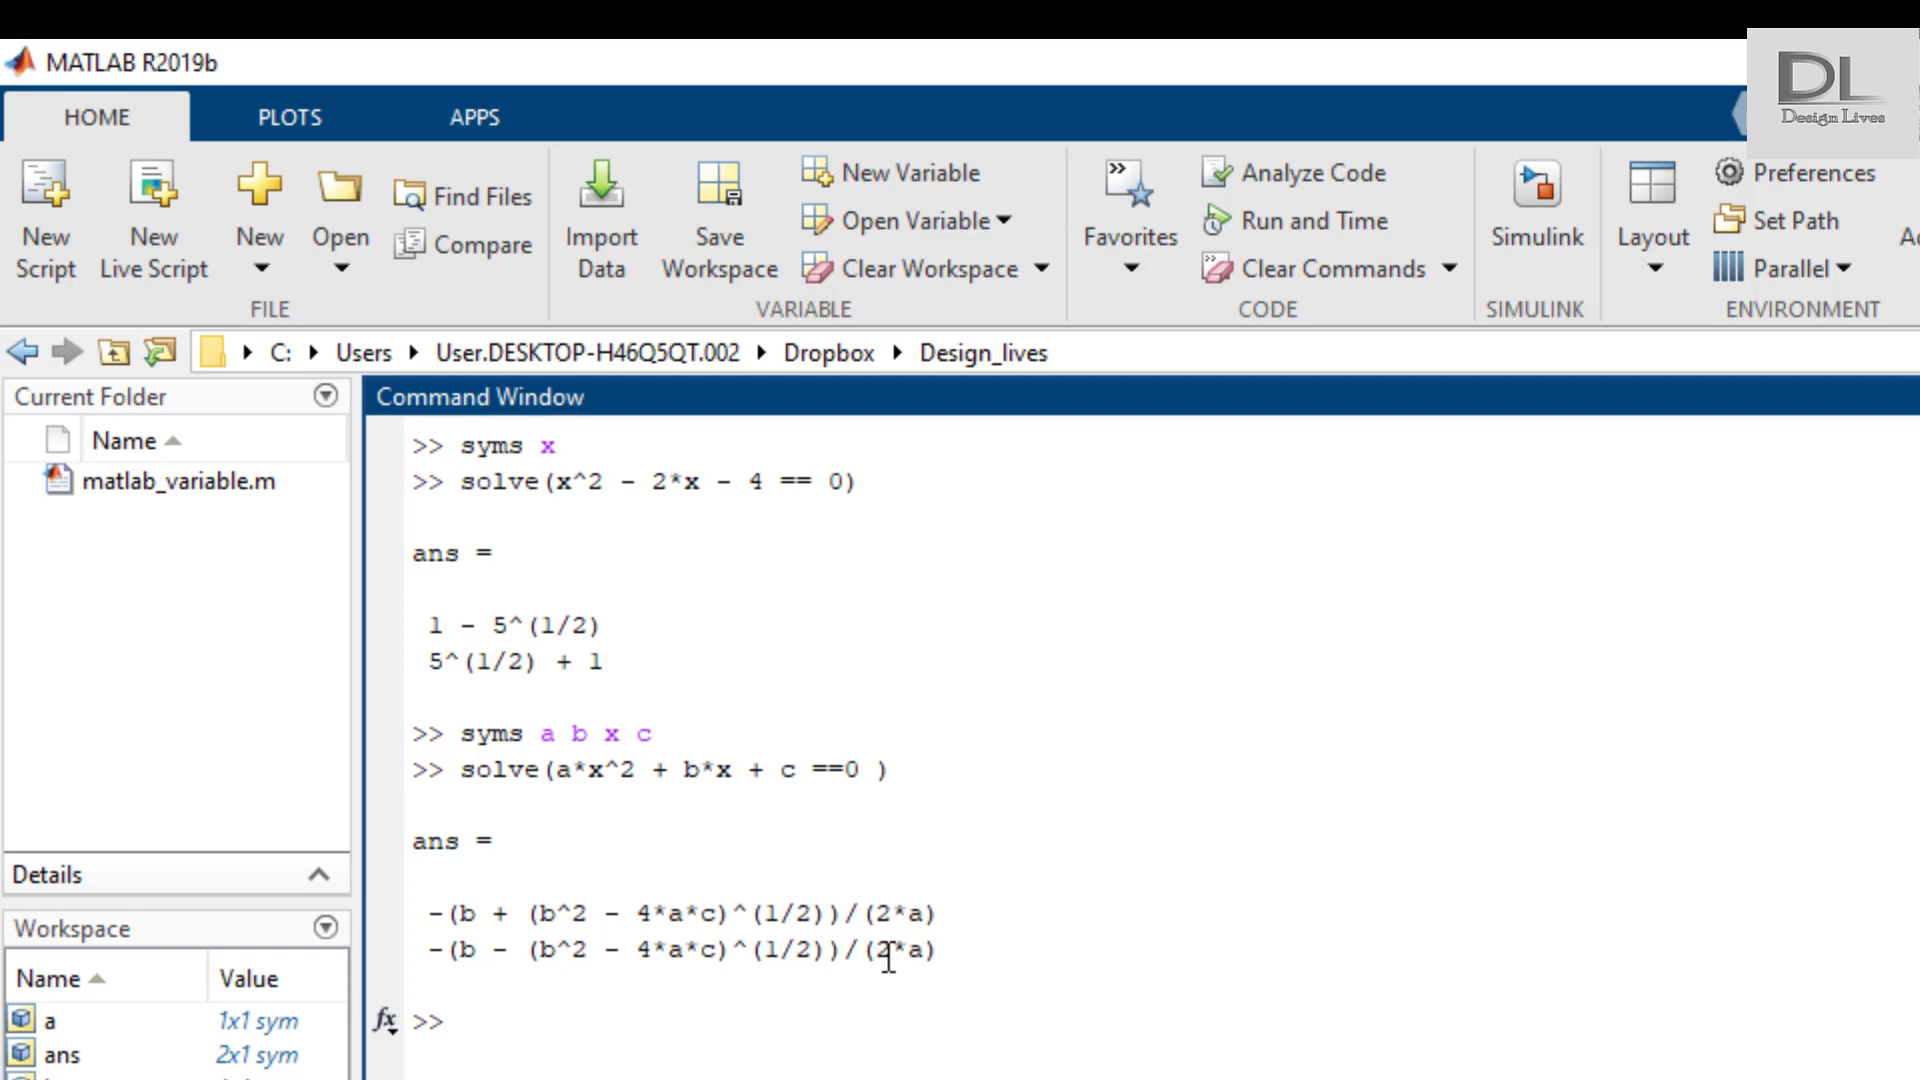 MATLAB R2019b
DL
Design Lives
HOME
PLOTS
APPS
New Script
New Live Script
New
Open
Find Files
Compare
FILE
Import Data
Save Workspace
New Variable
Open Variable
Clear Workspace
VARIABLE
Favorites
Analyze Code
Run and Time
Clear Commands
CODE
Simulink
SIMULINK
Layout
Preferences
Set Path
Parallel
ENVIRONMENT
C: Users User.DESKTOP-H46Q5QT.002 Dropbox Design_lives
Current Folder
Name
matlab_variable.m
Details
Workspace
Name Value
a 1x1 sym
ans 2x1 sym
Command Window
>> syms x
>> solve(x^2 - 2*x - 4 == 0)
ans =
1 - 5^(1/2)
5^(1/2) + 1
>> syms a b x c
>> solve(a*x^2 + b*x + c ==0 )
ans =
-(b + (b^2 - 4*a*c)^(1/2))/(2*a)
-(b - (b^2 - 4*a*c)^(1/2))/(2*a)
fx >>